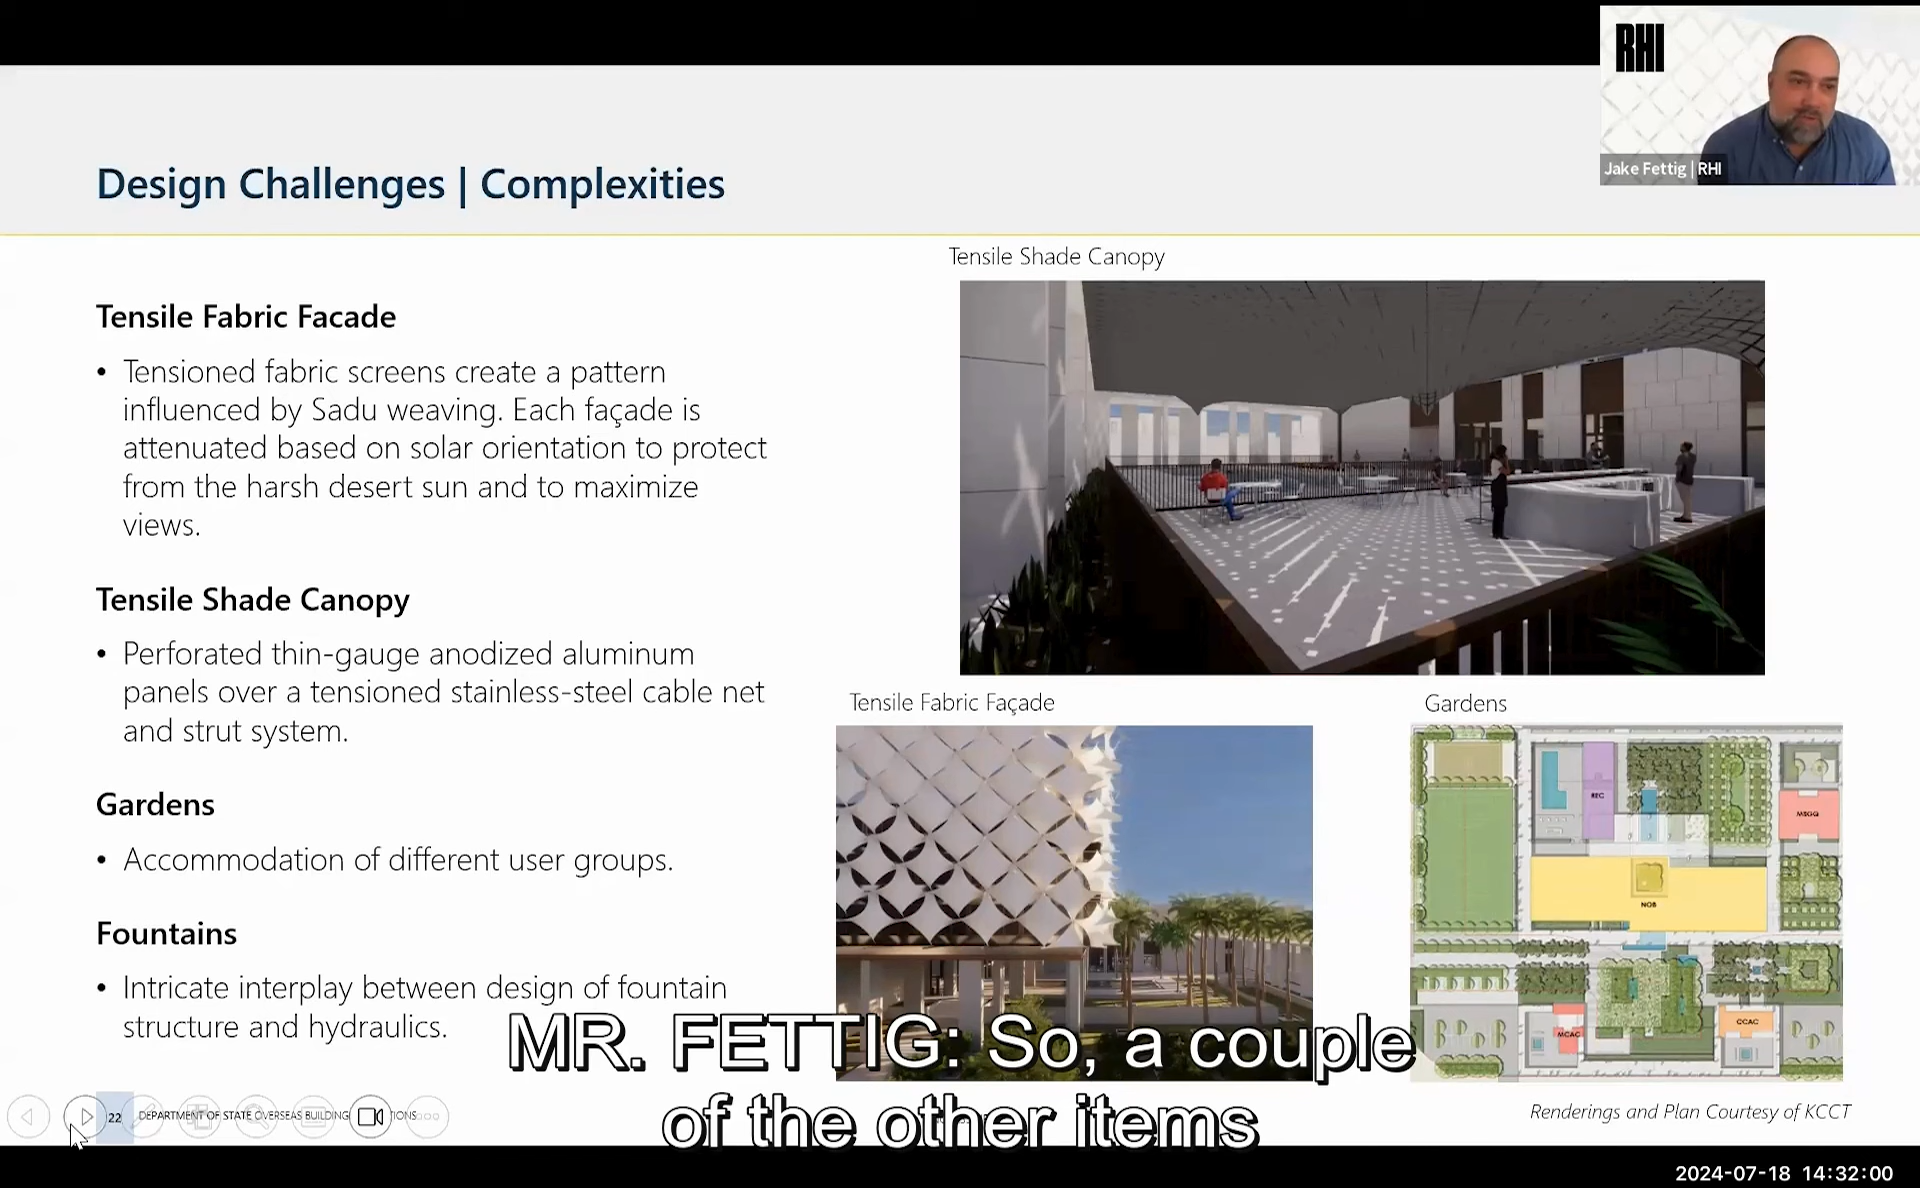 RHI
Jake Fettig | RHI
Design Challenges | Complexities
Tensile Fabric Facade
• Tensioned fabric screens create a pattern
influenced by Sadu weaving. Each façade is
attenuated based on solar orientation to protect
from the harsh desert sun and to maximize
views.
Tensile Shade Canopy
• Perforated thin-gauge anodized aluminum
panels over a tensioned stainless-steel cable net
and strut system.
Gardens
• Accommodation of different user groups.
Fountains
• Intricate interplay between design of fountain
structure and hydraulics.
Tensile Shade Canopy
Tensile Fabric Façade
Gardens
REC
MSGQ
NOB
MCAC
CCAC
Renderings and Plan Courtesy of KCCT
22 DEPARTMENT OF STATE OVERSEAS BUILDING TIONS
MR. FETTIG: So, a couple
of the other items
2024-07-18 14:32:00